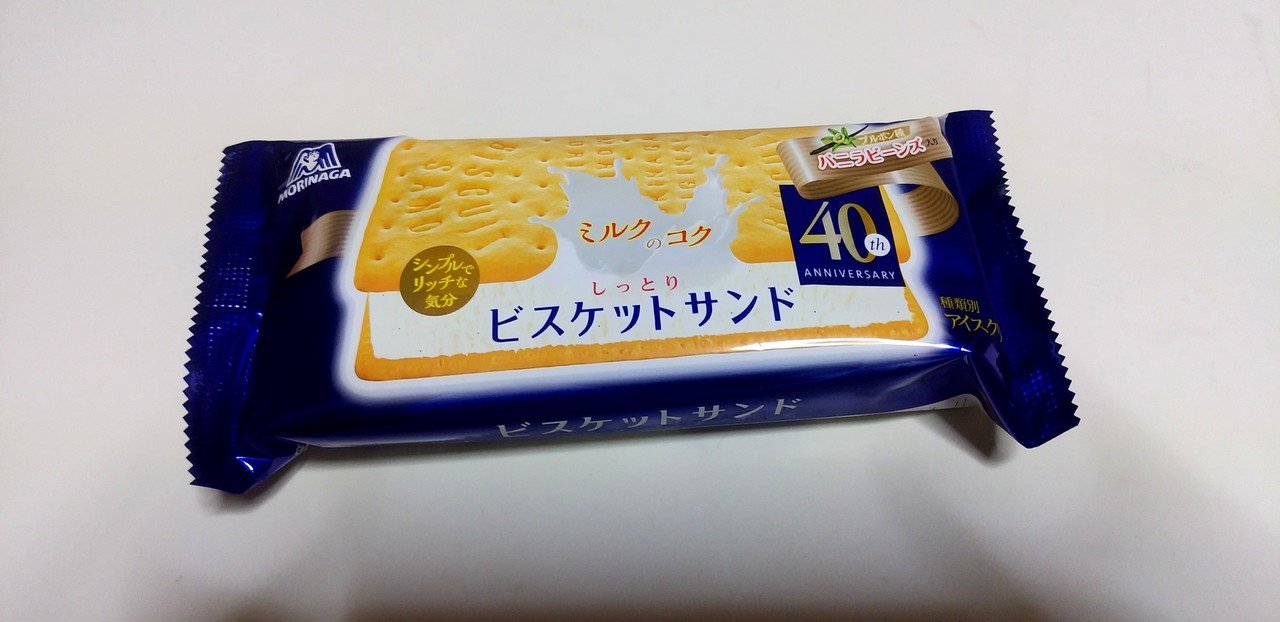 MORINAGA
ブルボン種
バニラビーンズ入り
40th
ANNIVERSARY
ミルクのコク
シンプルで
リッチな
気分
しっとり
ビスケットサンド
種類別
アイスク
ビスケットサンド